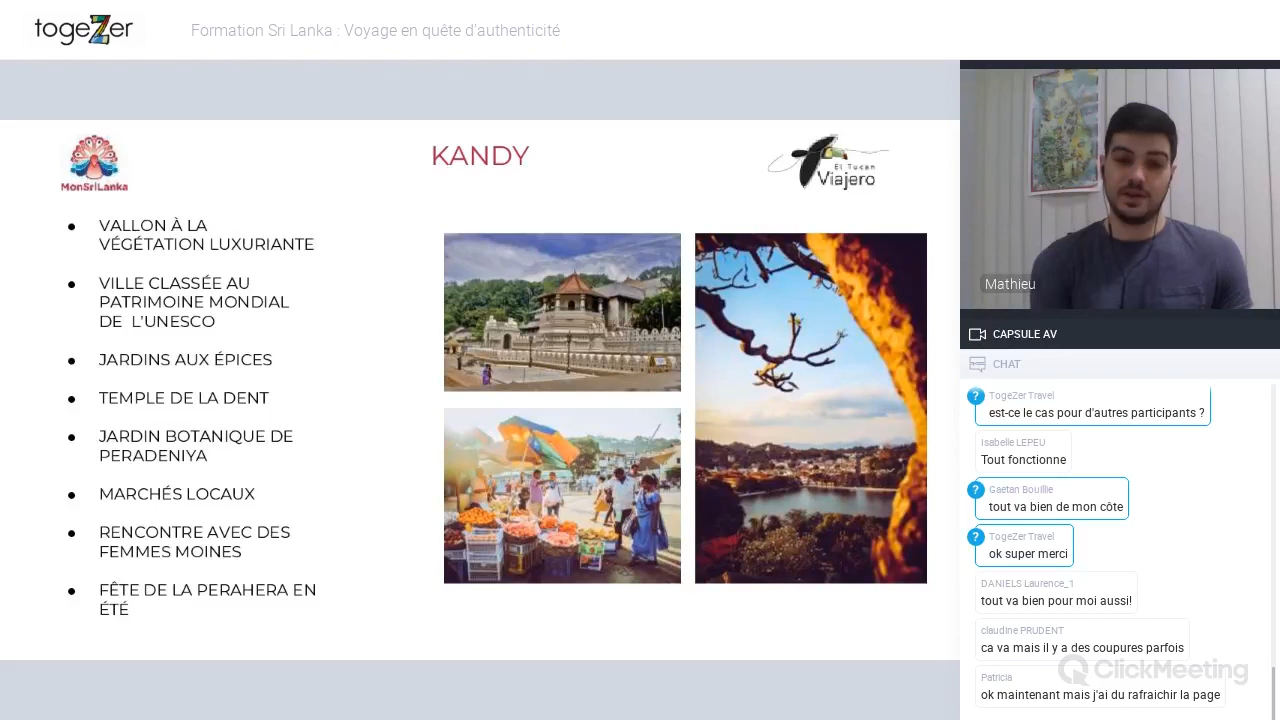 togeZer
Formation Sri Lanka : Voyage en quête d'authenticité
MonSriLanka
KANDY
El Tucan
Viajero
● VALLON À LA
VÉGÉTATION LUXURIANTE
● VILLE CLASSÉE AU
PATRIMOINE MONDIAL
DE L'UNESCO
● JARDINS AUX ÉPICES
● TEMPLE DE LA DENT
● JARDIN BOTANIQUE DE
PERADENIYA
● MARCHÉS LOCAUX
● RENCONTRE AVEC DES
FEMMES MOINES
● FÊTE DE LA PERAHERA EN
ÉTÉ
Mathieu
CAPSULE AV
CHAT
? TogeZer Travel
est-ce le cas pour d'autres participants ?
Isabelle LEPEU
Tout fonctionne
? Gaetan Bouillie
tout va bien de mon côte
? TogeZer Travel
ok super merci
DANIELS Laurence_1
tout va bien pour moi aussi!
claudine PRUDENT
ca va mais il y a des coupures parfois
ClickMeeting
Patricia
ok maintenant mais j'ai du rafraichir la page